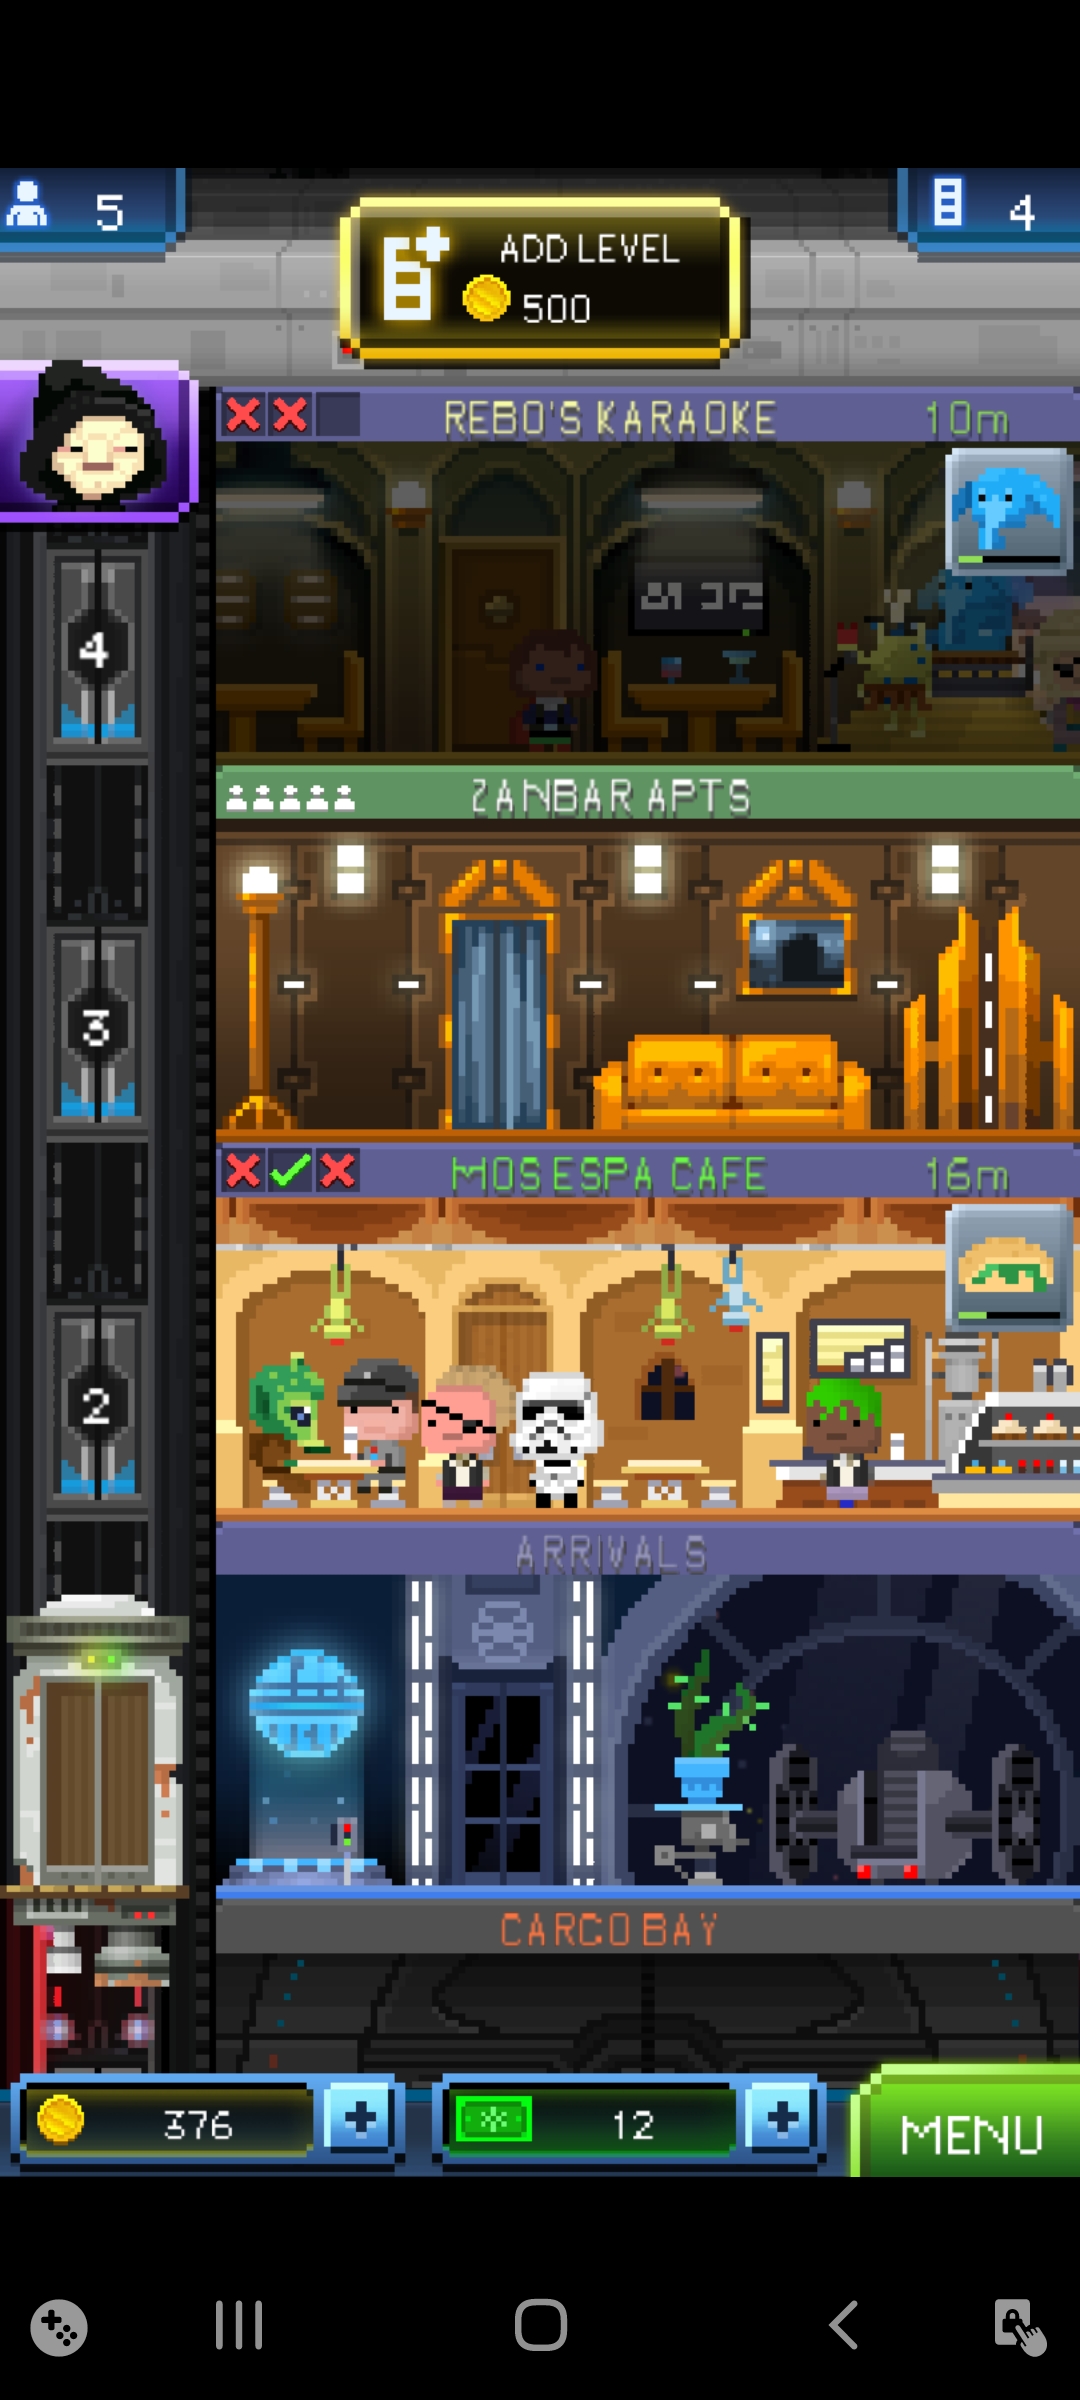 5
4
ADD LEVEL
500
REBO'S KARAOKE 10m
4
ZANBAR APTS
3
MOS ESPA CAFE 16m
2
ARRIVALS
CARGO BAY
376
12
MENU